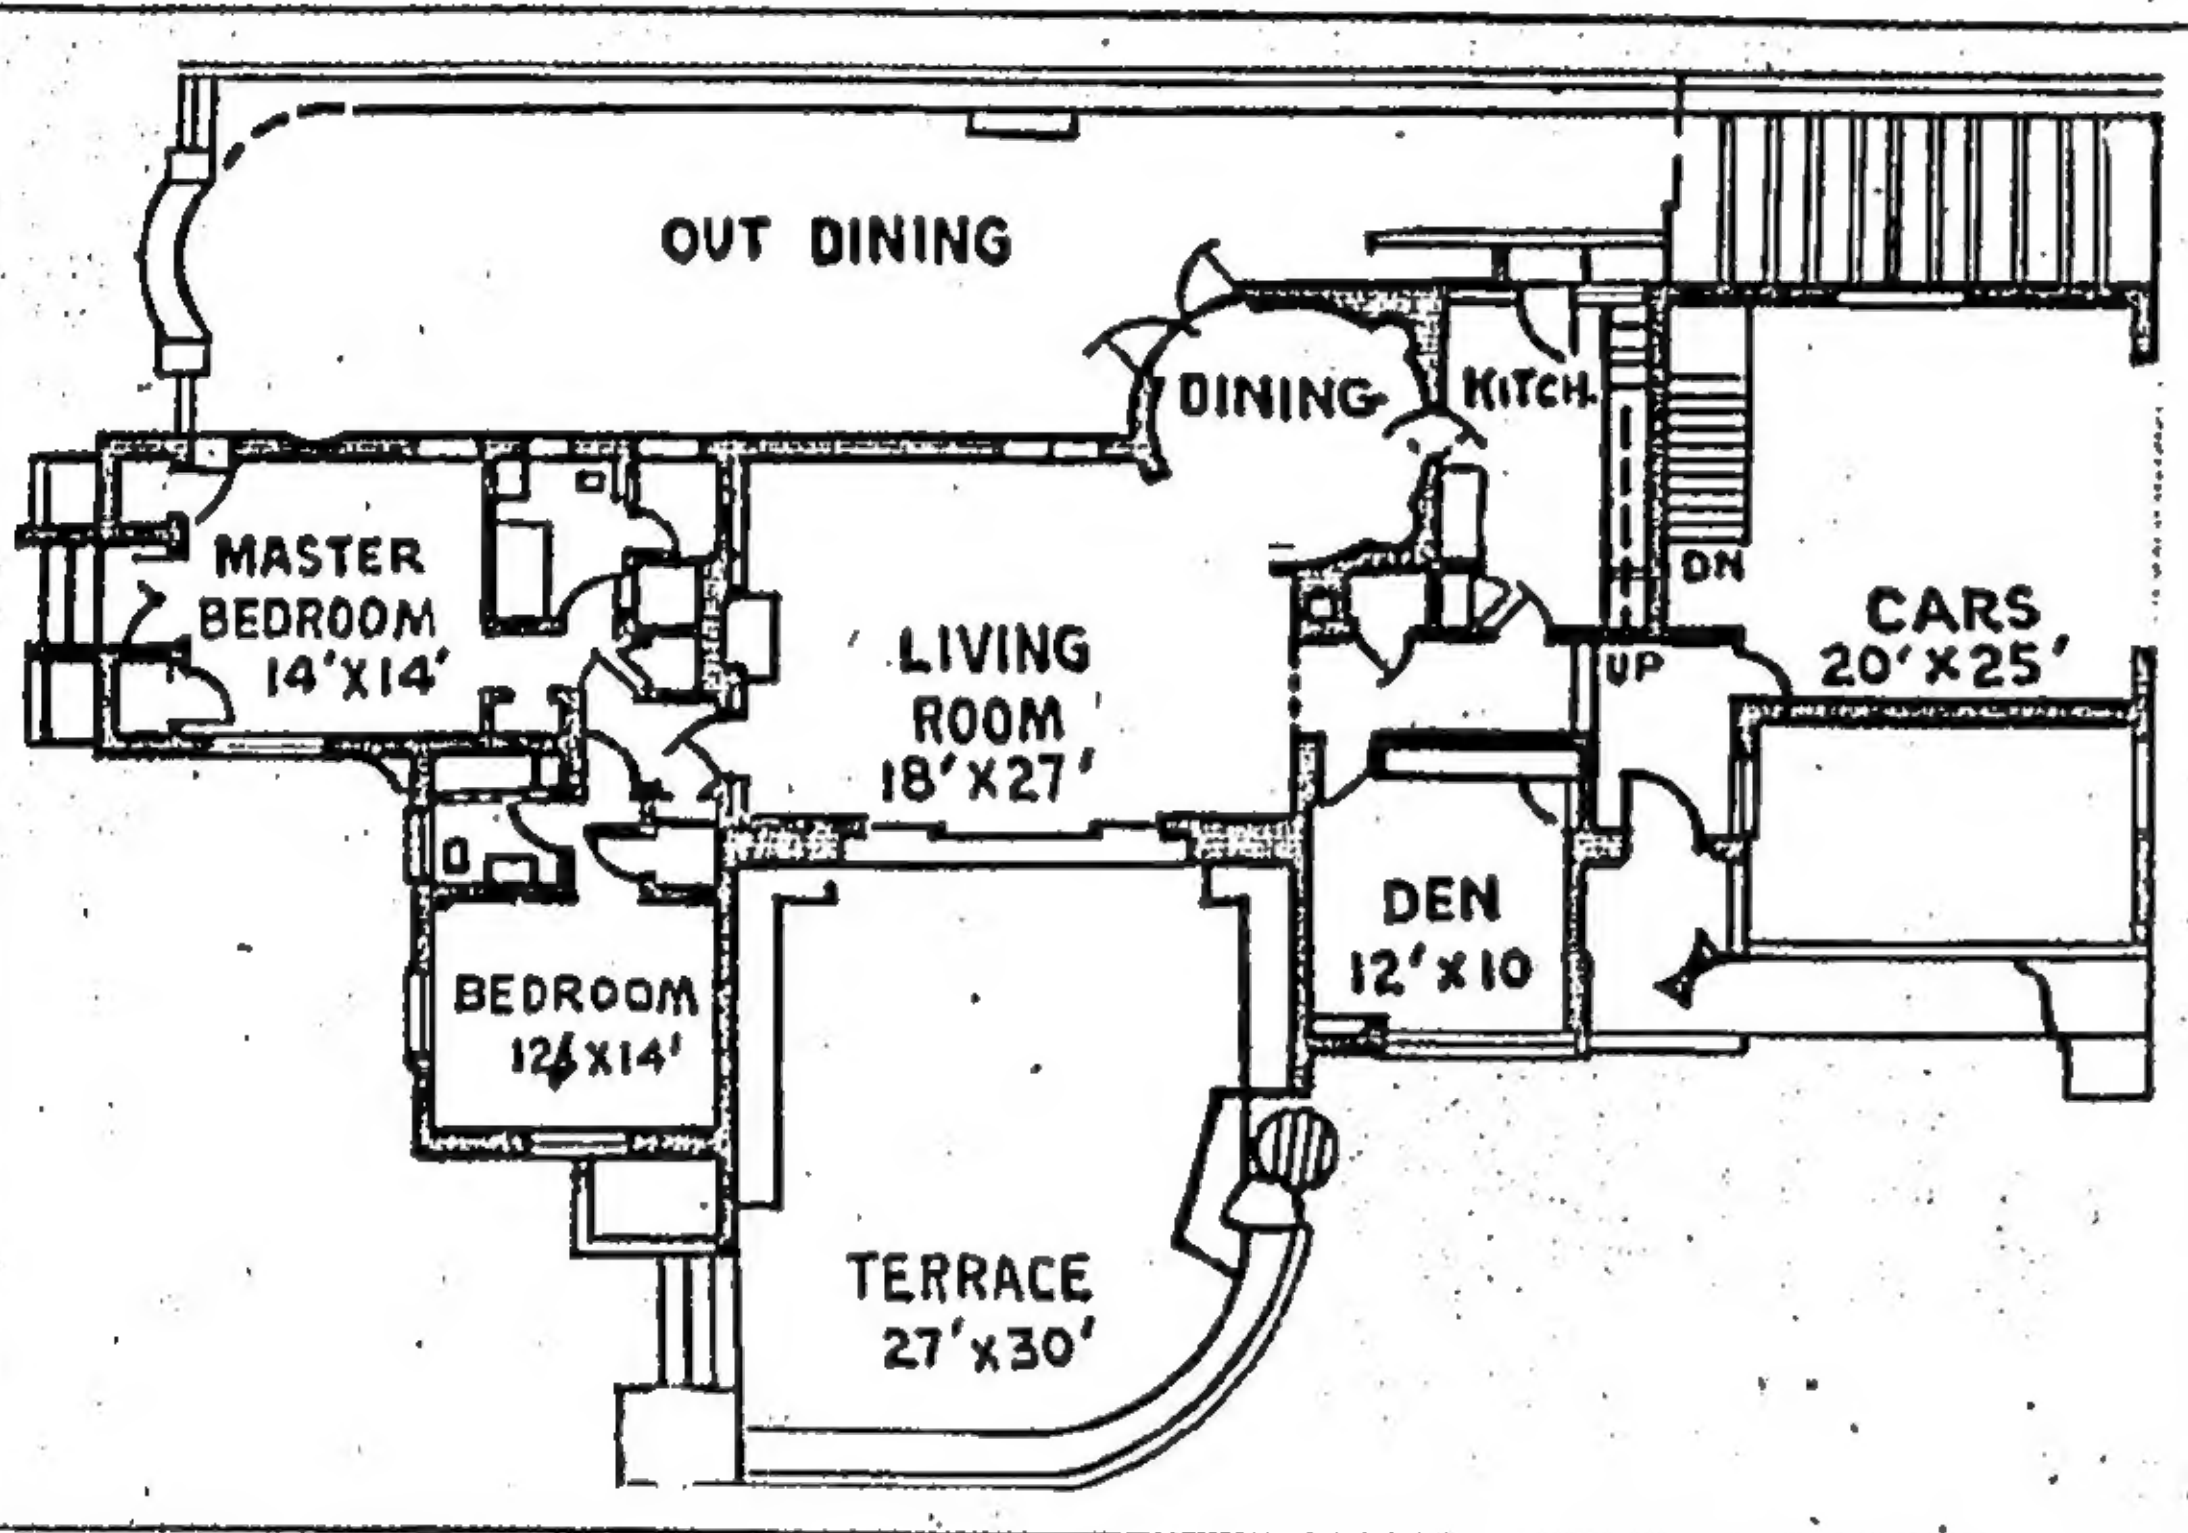 OUT DINING
DINING
KITCH.
MASTER
BEDROOM
14'X14'
LIVING
ROOM
18'X27'
DN
UP
CARS
20'X25'
DEN
12'X10
BEDROOM
X14'
TERRACE
27'X30'